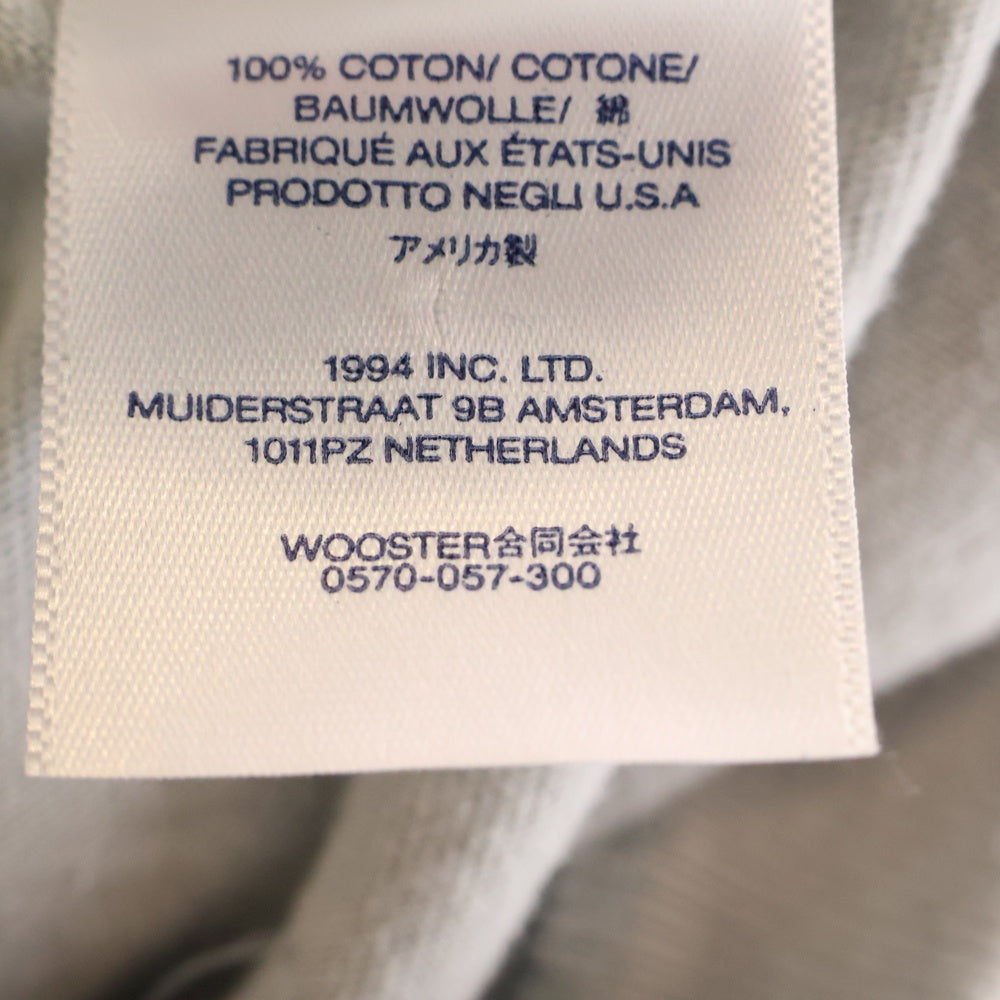 100% COTON/ COTONE/
BAUMWOLLE/ 綿
FABRIQUÉ AUX ÉTATS-UNIS
PRODOTTO NEGLI U.S.A
アメリカ製
1994 INC. LTD.
MUIDERSTRAAT 9B AMSTERDAM,
1011PZ NETHERLANDS
WOOSTER合同会社
0570-057-300